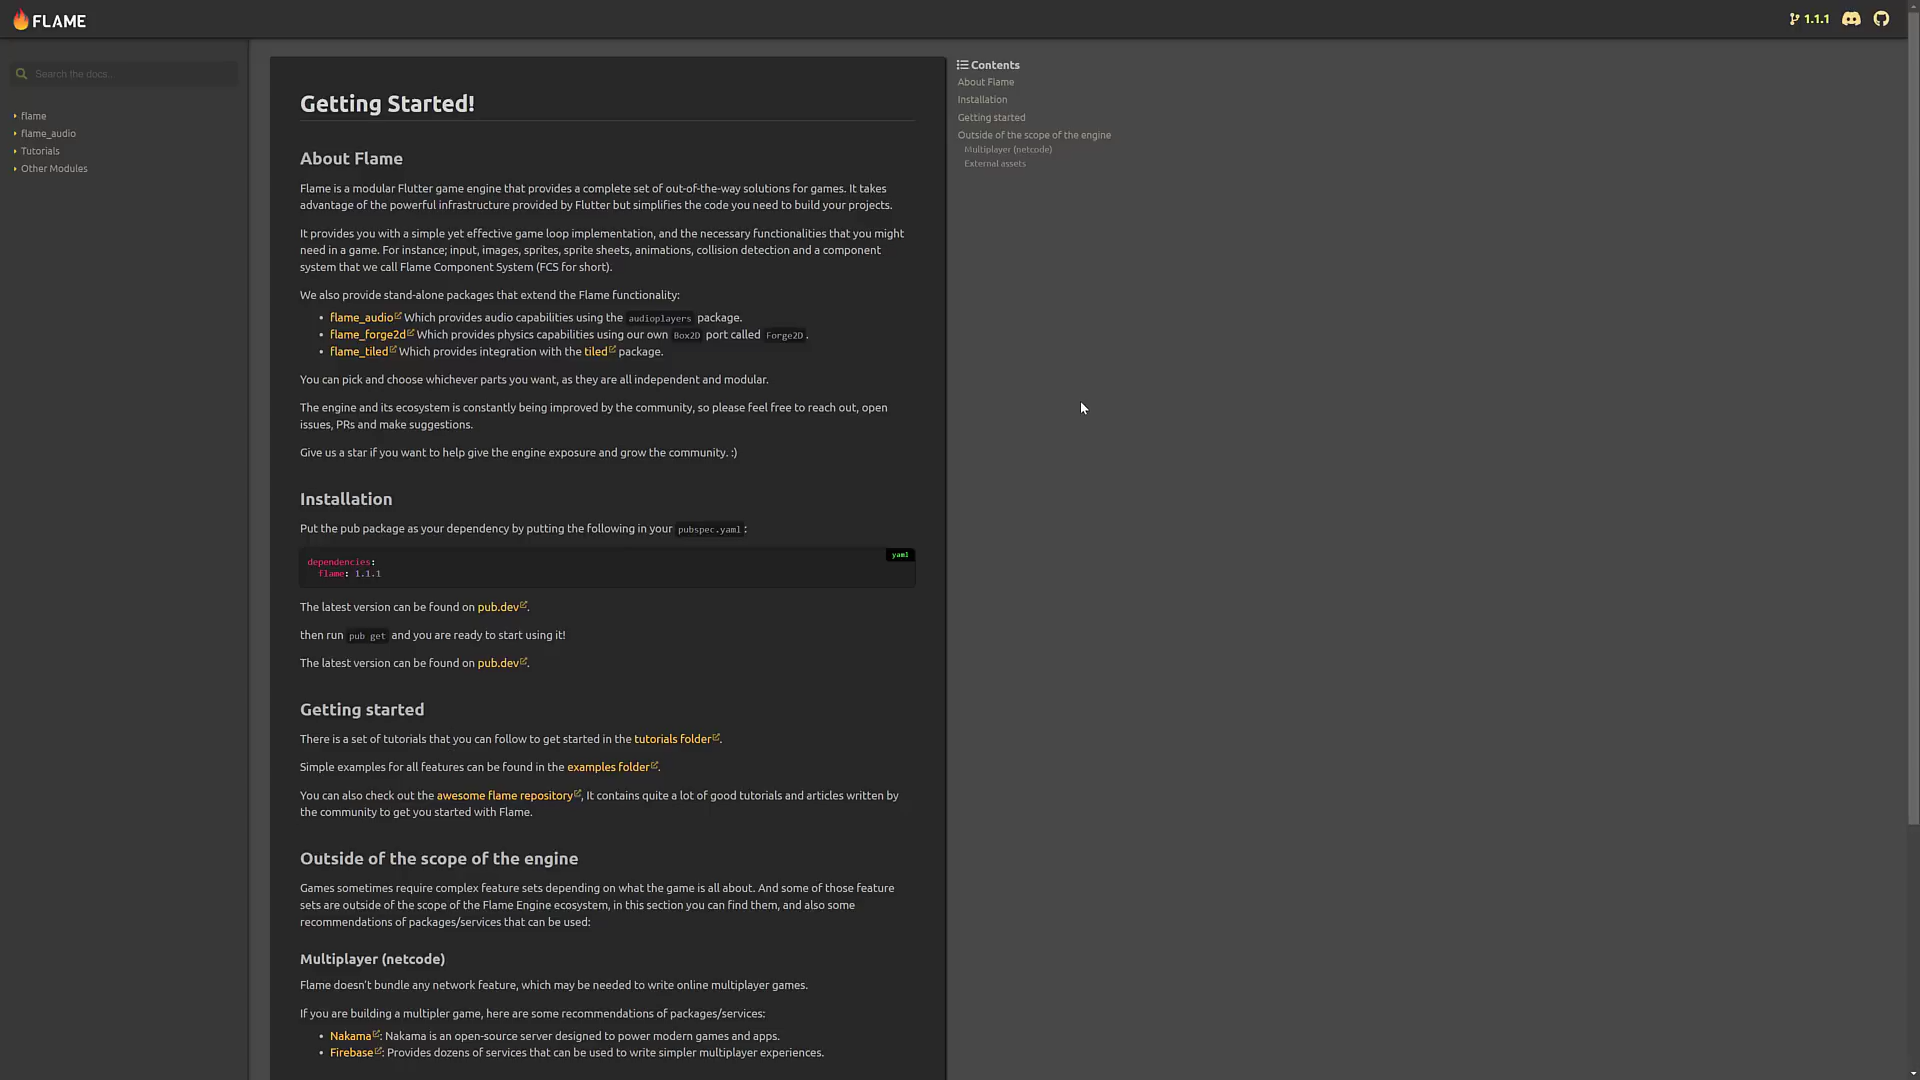 FLAME
1.1.1
Search the docs..
flame
flame_audio
Tutorials
Other Modules
Getting Started!
About Flame
Flame is a modular Flutter game engine that provides a complete set of out-of-the-way solutions for games. It takes
advantage of the powerful infrastructure provided by Flutter but simplifies the code you need to build your projects.
It provides you with a simple yet effective game loop implementation, and the necessary functionalities that you might
need in a game. For instance; input, images, sprites, sprite sheets, animations, collision detection and a component
system that we call Flame Component System (FCS for short).
We also provide stand-alone packages that extend the Flame functionality:
• flame_audio Which provides audio capabilities using the audioplayers package.
• flame_forge2d Which provides physics capabilities using our own Box2D port called Forge2D.
• flame_tiled Which provides integration with the tiled package.
You can pick and choose whichever parts you want, as they are all independent and modular.
The engine and its ecosystem is constantly being improved by the community, so please feel free to reach out, open
issues, PRs and make suggestions.
Give us a star if you want to help give the engine exposure and grow the community. :)
Installation
Put the pub package as your dependency by putting the following in your pubspec.yaml:
yaml
dependencies:
flame: 1.1.1
The latest version can be found on pub.dev.
then run pub get and you are ready to start using it!
The latest version can be found on pub.dev.
Getting started
There is a set of tutorials that you can follow to get started in the tutorials folder.
Simple examples for all features can be found in the examples folder.
You can also check out the awesome flame repository, It contains quite a lot of good tutorials and articles written by
the community to get you started with Flame.
Outside of the scope of the engine
Games sometimes require complex feature sets depending on what the game is all about. And some of those feature
sets are outside of the scope of the Flame Engine ecosystem, in this section you can find them, and also some
recommendations of packages/services that can be used:
Multiplayer (netcode)
Flame doesn't bundle any network feature, which may be needed to write online multiplayer games.
If you are building a multipler game, here are some recommendations of packages/services:
• Nakama: Nakama is an open-source server designed to power modern games and apps.
• Firebase: Provides dozens of services that can be used to write simpler multiplayer experiences.
Contents
About Flame
Installation
Getting started
Outside of the scope of the engine
Multiplayer (netcode)
External assets